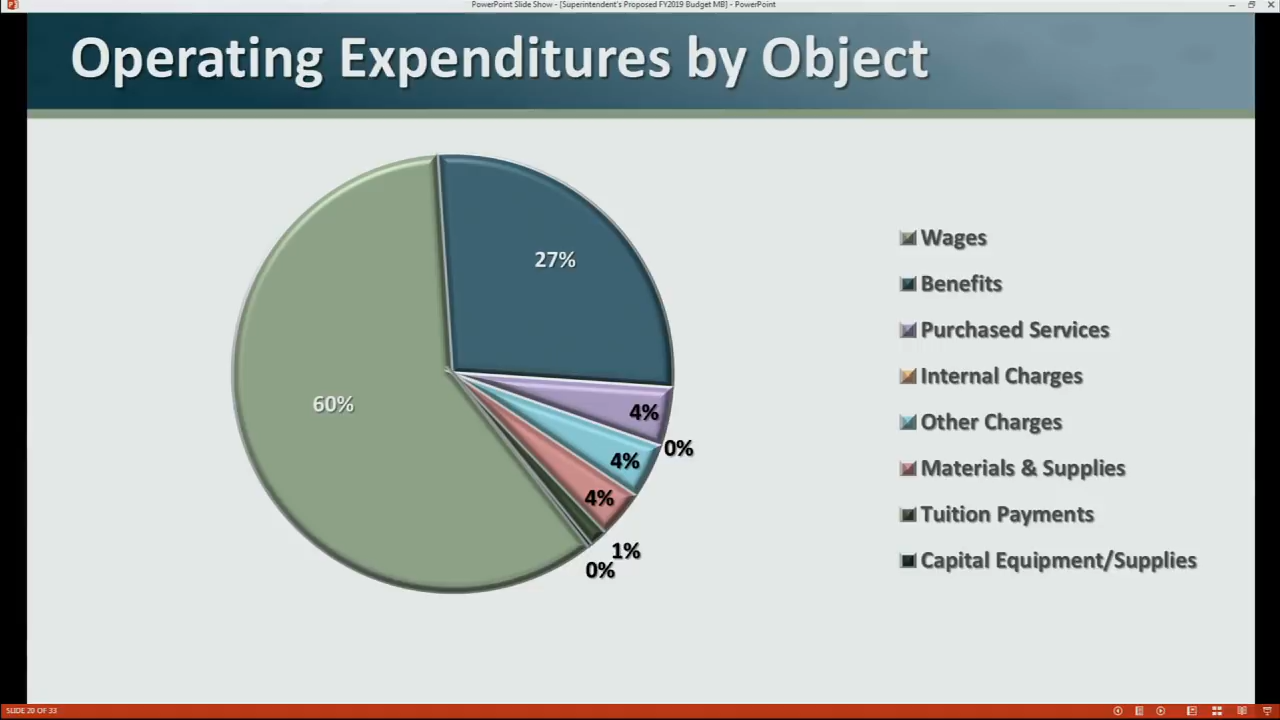 PowerPoint Slide Show - [Superintendent's Proposed FY2019 Budget MB] - PowerPoint
Operating Expenditures by Object
27%
60%
4%
0%
4%
4%
1%
0%
Wages
Benefits
Purchased Services
Internal Charges
Other Charges
Materials & Supplies
Tuition Payments
Capital Equipment/Supplies
SLIDE 20 OF 33